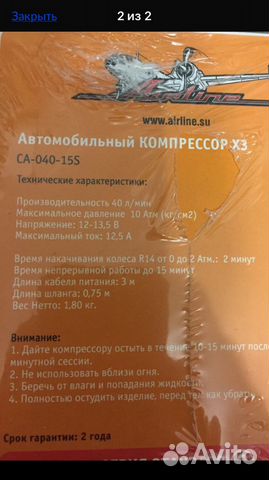 Закрыть
2 из 2
Airline
www.airline.su
Автомобильный КОМПРЕССОР X3
CA-040-15S
Технические характеристики:
Производительность 40 л/мин
Максимальное давление 10 Атм (кг/см2)
Напряжение: 12-13,5 В
Максимальный ток: 12,5 А
Время накачивания колеса R14 от 0 до 2 Атм.: 2 минут
Время непрерывной работы до 15 минут
Длина кабеля питания: 3 м
Длина шланга: 0,75 м
Вес Нетто: 1,80 кг.
Внимание:
1. Дайте компрессору остыть в течение 10-15 минут посл
минутной сессии.
2. Не использовать вблизи огня.
3. Беречь от влаги и попадания жидкости.
4. Полностью остудить изделие, перед тем как убрать
Срок гарантии: 2 года
Avito